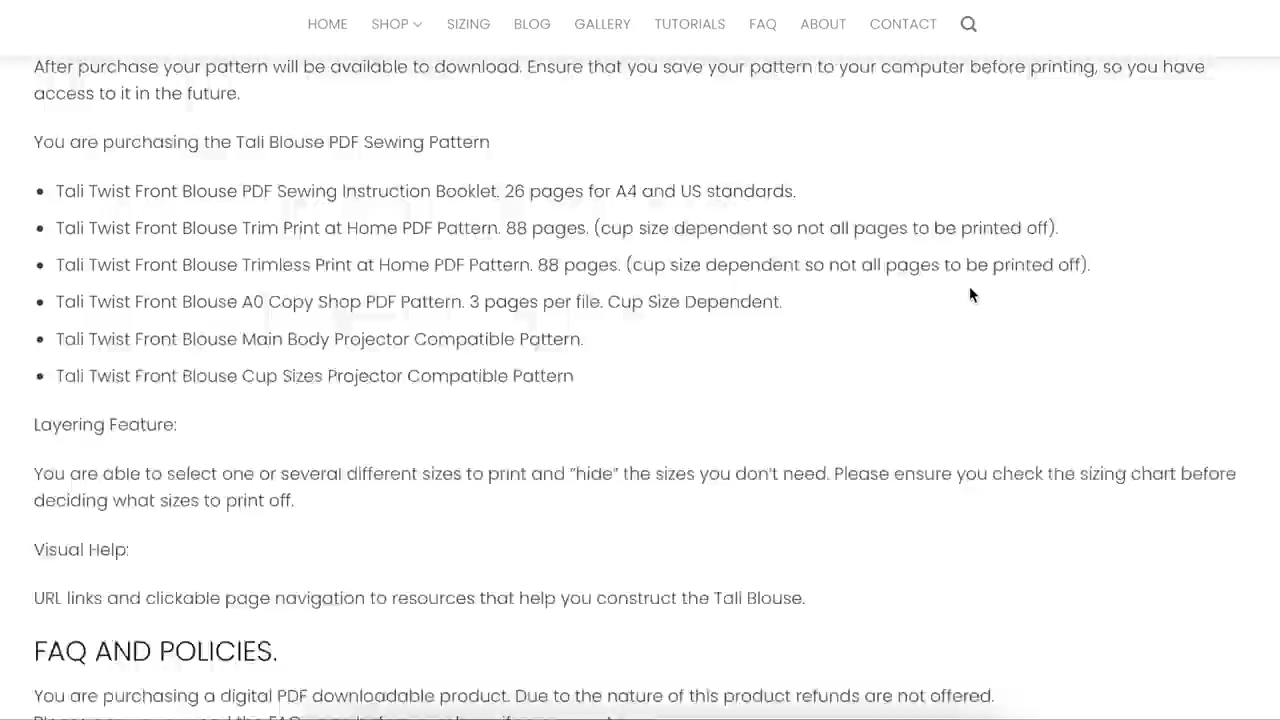 HOME SHOP SIZING BLOG GALLERY TUTORIALS FAQ ABOUT CONTACT
After purchase your pattern will be available to download. Ensure that you save your pattern to your computer before printing, so you have
access to it in the future.
You are purchasing the Tali Blouse PDF Sewing Pattern
• Tali Twist Front Blouse PDF Sewing Instruction Booklet. 26 pages for A4 and US standards.
• Tali Twist Front Blouse Trim Print at Home PDF Pattern. 88 pages. (cup size dependent so not all pages to be printed off).
• Tali Twist Front Blouse Trimless Print at Home PDF Pattern. 88 pages. (cup size dependent so not all pages to be printed off).
• Tali Twist Front Blouse A0 Copy Shop PDF Pattern. 3 pages per file. Cup Size Dependent.
• Tali Twist Front Blouse Main Body Projector Compatible Pattern.
• Tali Twist Front Blouse Cup Sizes Projector Compatible Pattern
Layering Feature:
You are able to select one or several different sizes to print and “hide” the sizes you don't need. Please ensure you check the sizing chart before
deciding what sizes to print off.
Visual Help:
URL links and clickable page navigation to resources that help you construct the Tali Blouse.
FAQ AND POLICIES.
You are purchasing a digital PDF downloadable product. Due to the nature of this product refunds are not offered.